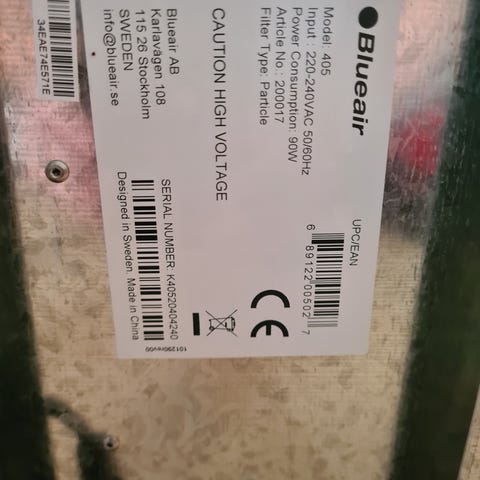 Blueair
Model: 405
Input : 220-240VAC 50/60Hz
Power Consumption: 90W
Article No.: 200017
Filter Type: Particle
UPC/EAN
6 89122 00502 7
CE
CAUTION HIGH VOLTAGE
Blueair AB
Karlavägen 108
115 26 Stockholm
SWEDEN
info@blueair.se
SERIAL NUMBER: K40520404240
Designed in Sweden. Made in China
101290rev00
34EAE74E571E